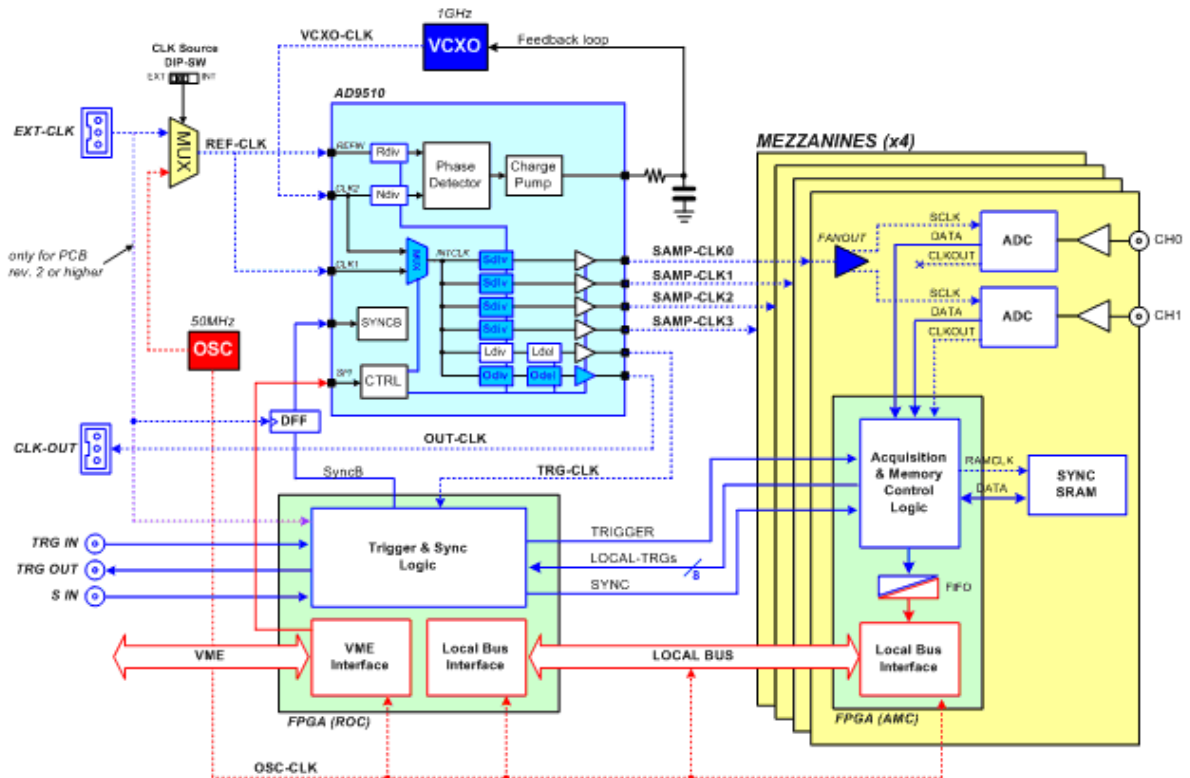 1GHz
VCXO-CLK
VCXO
Feedback loop
CLK Source
DIP-SW
EXT
INT
AD9510
EXT-CLK
MUX
REF-CLK
REFIN
Rdiv
Phase
Detector
Charge
Pump
CLK2
Ndiv
MEZZANINES (x4)
only for PCB
rev. 2 or higher
CLK1
MUX
INTCLK
Sdiv
Sdiv
Sdiv
Sdiv
Ldiv
Ldel
Odiv
Odel
SAMP-CLK0
SAMP-CLK1
SAMP-CLK2
SAMP-CLK3
FANOUT
SCLK
DATA
CLKOUT
ADC
CH0
SCLK
DATA
CLKOUT
ADC
CH1
50MHz
OSC
SYNCB
SPI
CTRL
DFF
CLK-OUT
OUT-CLK
SyncB
TRG-CLK
Acquisition
& Memory
Control
Logic
RAMCLK
DATA
SYNC
SRAM
TRG IN
TRG OUT
S IN
Trigger & Sync
Logic
TRIGGER
LOCAL-TRGs
8
SYNC
FIFO
VME
VME
Interface
Local Bus
Interface
LOCAL BUS
Local Bus
Interface
FPGA (ROC)
FPGA (AMC)
OSC-CLK